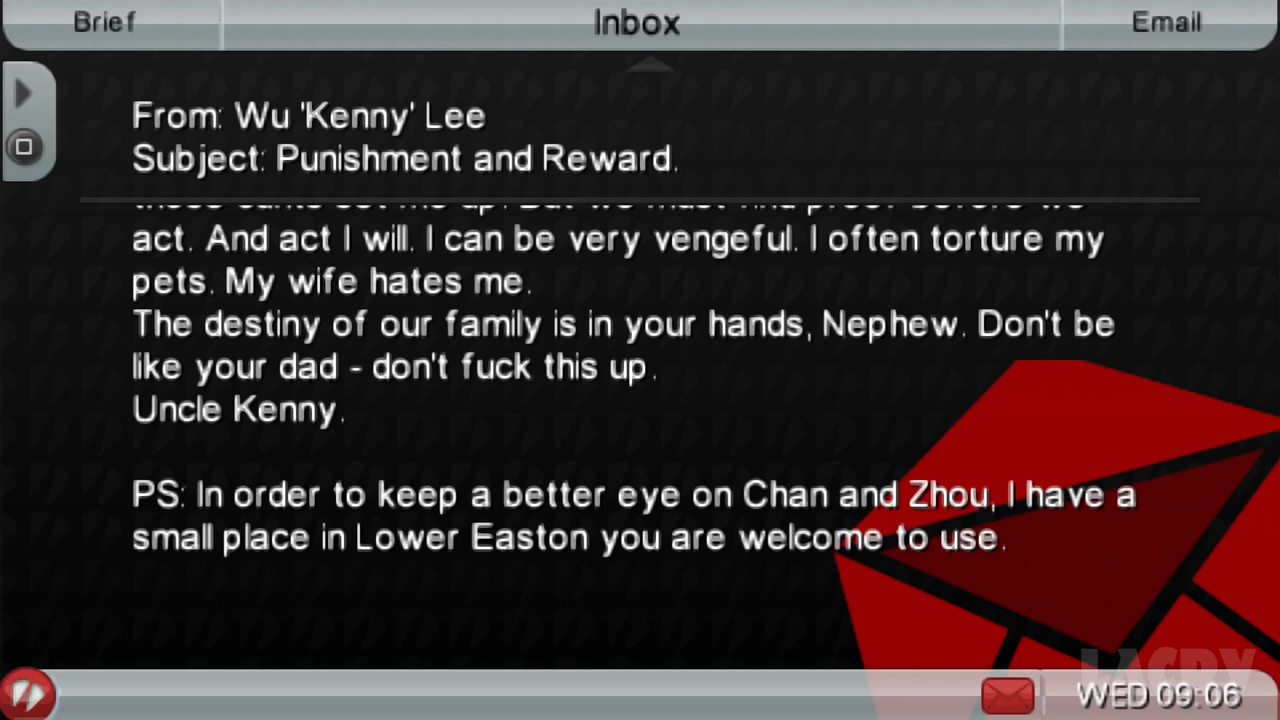 Brief Inbox Email
From: Wu 'Kenny' Lee
Subject: Punishment and Reward.
act. And act I will. I can be very vengeful. I often torture my
pets. My wife hates me.
The destiny of our family is in your hands, Nephew. Don't be
like your dad - don't fuck this up.
Uncle Kenny.
PS: In order to keep a better eye on Chan and Zhou, I have a
small place in Lower Easton you are welcome to use.
WED 09:06